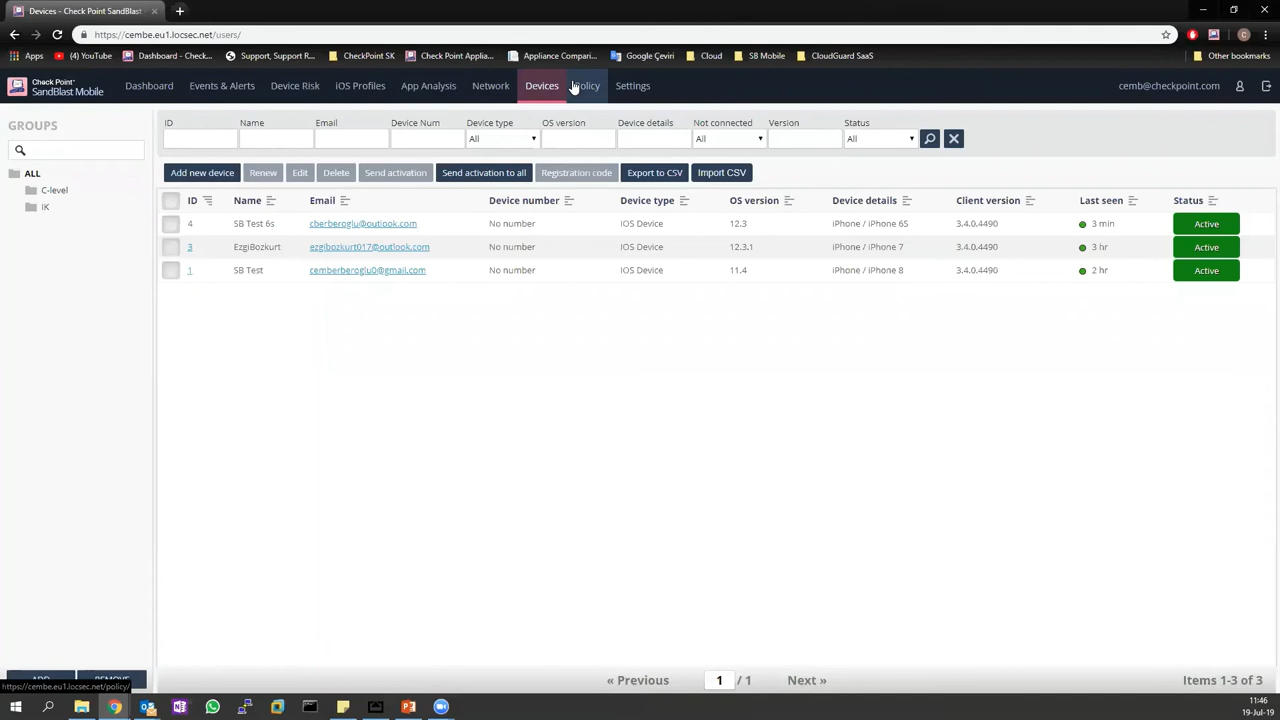 Devices - Check Point SandBlast
https://cembe.eu1.locsec.net/users/
Apps
(4) YouTube
Dashboard - Check...
Support, Support R...
CheckPoint SK
Check Point Applia...
Appliance Compari...
Google Çeviri
Cloud
SB Mobile
CloudGuard SaaS
Other bookmarks
Check Point™
SandBlast Mobile
Dashboard Events & Alerts Device Risk iOS Profiles App Analysis Network Devices Policy Settings
cemb@checkpoint.com
GROUPS
ALL
C-level
IK
ID Name Email Device Num Device type OS version Device details Not connected Version Status
All All All
Add new device Renew Edit Delete Send activation Send activation to all Registration code Export to CSV Import CSV
ID Name Email Device number Device type OS version Device details Client version Last seen Status
4 SB Test 6s cberberoglu@outlook.com No number IOS Device 12.3 iPhone / iPhone 6S 3.4.0.4490 3 min Active
3 EzgiBozkurt ezgibozkurt017@outlook.com No number IOS Device 12.3.1 iPhone / iPhone 7 3.4.0.4490 3 hr Active
1 SB Test cemberberoglu0@gmail.com No number IOS Device 11.4 iPhone / iPhone 8 3.4.0.4490 2 hr Active
ADD REMOVE
https://cembe.eu1.locsec.net/policy/
« Previous 1 / 1 Next »
Items 1-3 of 3
11:46
19-Jul-19